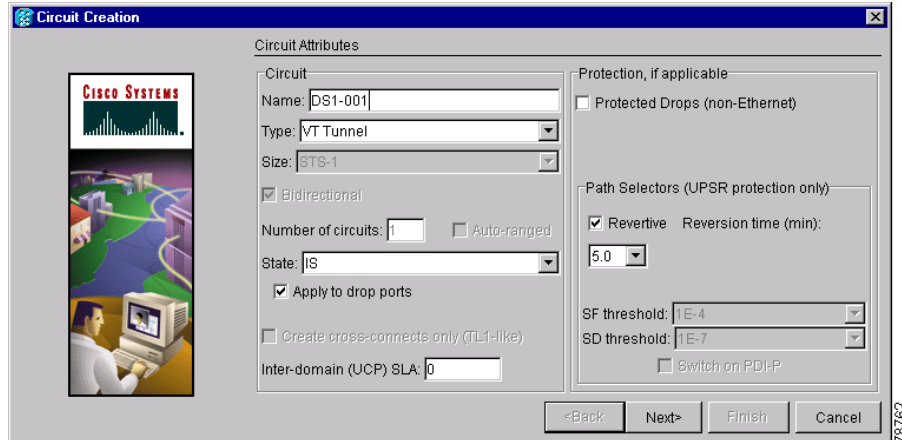 Circuit Creation
Circuit Attributes
CISCO SYSTEMS
Circuit
Name: DS1-001
Type: VT Tunnel
Size: STS-1
Bidirectional
Number of circuits: 1 Auto-ranged
State: IS
Apply to drop ports
Create cross-connects only (TL1-like)
Inter-domain (UCP) SLA: 0
Protection, if applicable
Protected Drops (non-Ethernet)
Path Selectors (UPSR protection only)
Revertive Reversion time (min):
5.0
SF threshold: 1E-4
SD threshold: 1E-7
Switch on PDI-P
<Back Next> Finish Cancel
78762